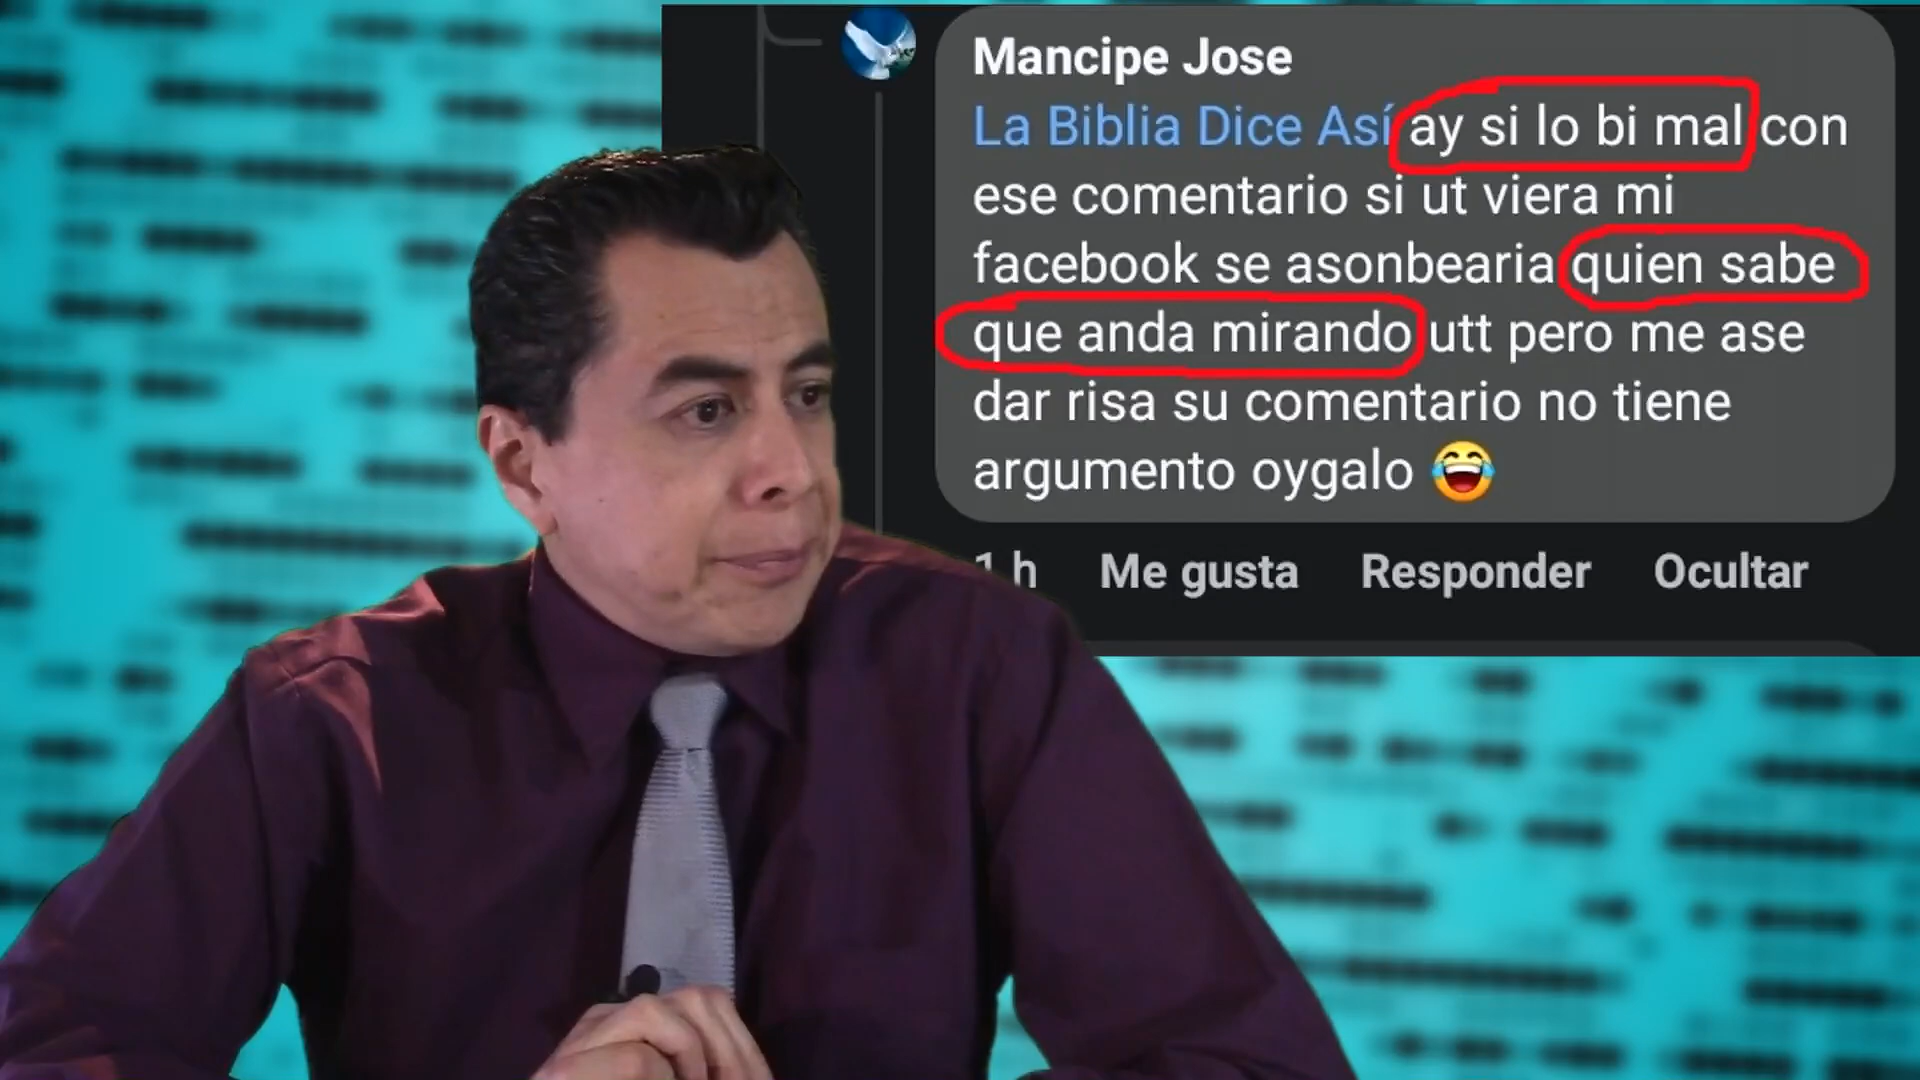 Mancipe Jose
La Biblia Dice Así ay si lo bi mal con
ese comentario si ut viera mi
facebook se asonbearia quien sabe
que anda mirando utt pero me ase
dar risa su comentario no tiene
argumento oygalo 😂
1 h Me gusta Responder Ocultar